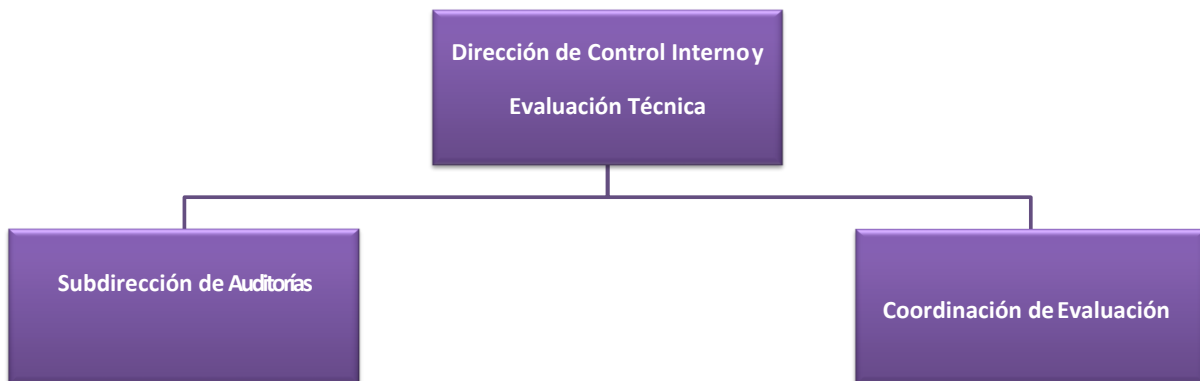 Dirección de Control Interno y
Evaluación Técnica
Subdirección de Auditorías
Coordinación de Evaluación